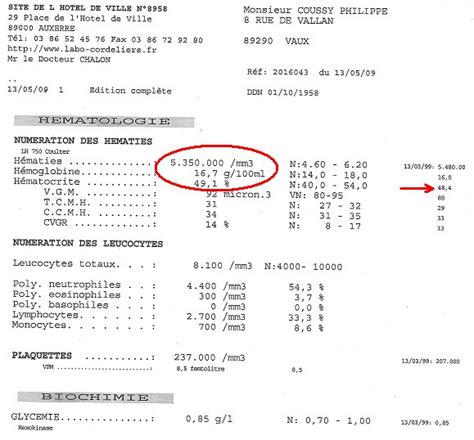 SITE DE L HOTEL DE VILLE N°8958
29 Place de l'Hotel de Ville
89000 AUXERRE
Tél: 03 86 52 45 76 Fax 03 86 72 92 80
http://www.labo-cordeliers.fr
Mr le Docteur CHALON
Monsieur COUSSY PHILIPPE
8 RUE DE VALLAN
89290 VAUX
Réf: 2016043 du 13/05/09
..
13/05/09 1 Edition complète
DDN 01/10/1958
HEMATOLOGIE
NUMERATION DES HEMATIES
LH 750 Coulter
Hématies ..............: 5.350.000 /mm3 N:4.60 - 6.20 13/03/99: 5.480.00
Hémoglobine............: 16,7 g/100ml N:14,0 - 18,0 16,0
Hématocrite ...........: 49,1 % N:40,0 - 54,0 48,4
V.G.M. .........: 92 micron.3 VN: 80-95 88
T.C.M.H. .........: 31 N: 27 - 32 29
C.C.M.H. .........: 34 N: 31 - 35 33
CVGR .........: 14 % N: 8 - 17 13
NUMERATION DES LEUCOCYTES
Leucocytes totaux. . . : 8.100 /mm3 N:4000- 10000
Poly. neutrophiles . . : 4.400 /mm3 54,3 %
Poly. eosinophiles . . : 300 /mm3 3,7 %
Poly. basophiles . . . : 0 /mm3 0,0 %
Lymphocytes. . . . . . : 2.700 /mm3 33,3 %
Monocytes. . . . . . . : 700 /mm3 8,6 %
PLAQUETTES ............: 237.000 /mm3 13/03/99: 207.000
VPM ................: 8,5 femtolitre 8,5
BIOCHIMIE
GLYCEMIE...............: 0,85 g/l N: 0,70 - 1,00 13/03/99:
Hexokinase